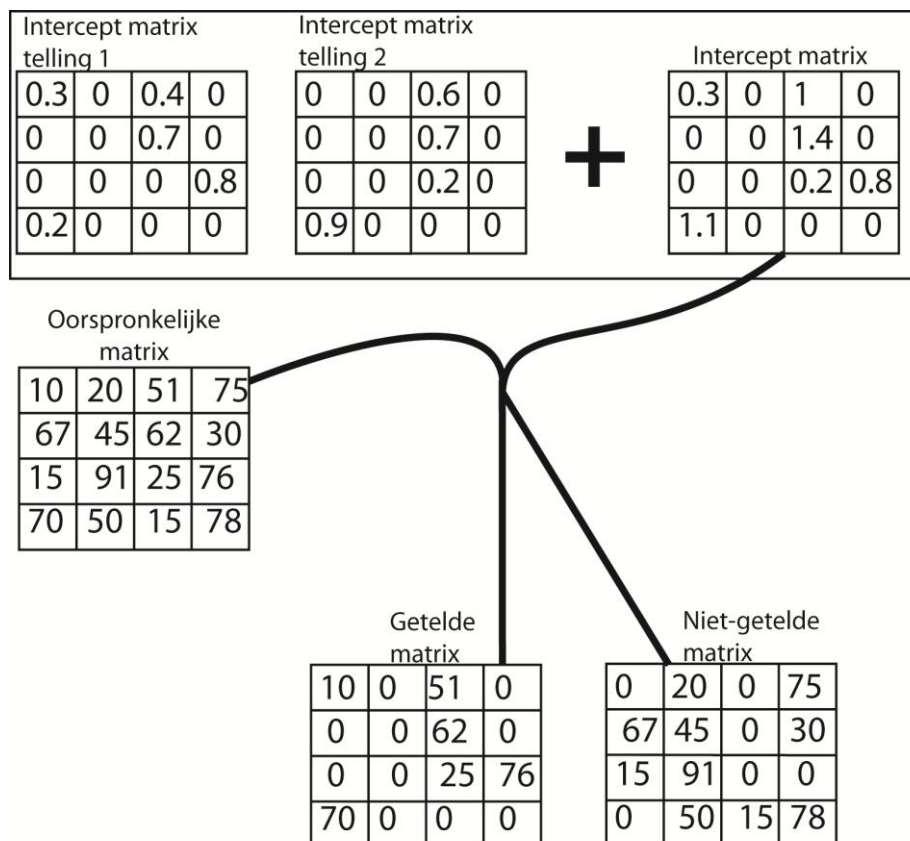 Intercept matrix
telling 1
0.3 0 0.4 0
0 0 0.7 0
0 0 0 0.8
0.2 0 0 0
Intercept matrix
telling 2
0 0 0.6 0
0 0 0.7 0
0 0 0.2 0
0.9 0 0 0
+
Intercept matrix
0.3 0 1 0
0 0 1.4 0
0 0 0.2 0.8
1.1 0 0 0
Oorspronkelijke
matrix
10 20 51 75
67 45 62 30
15 91 25 76
70 50 15 78
Getelde
matrix
10 0 51 0
0 0 62 0
0 0 25 76
70 0 0 0
Niet-getelde
matrix
0 20 0 75
67 45 0 30
15 91 0 0
0 50 15 78